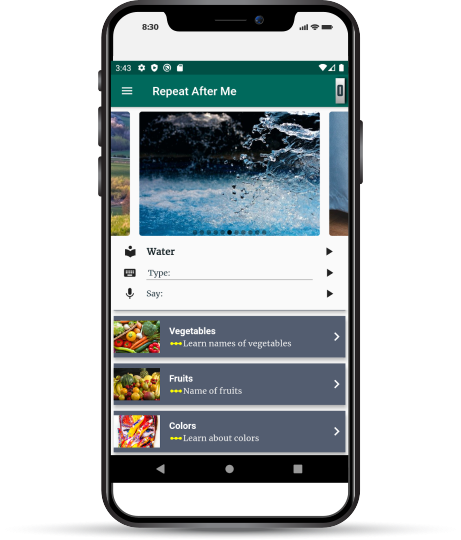 8:30
3:43
Repeat After Me
0
Water
Type:
Say:
Vegetables
Learn names of vegetables
Fruits
Name of fruits
Colors
Learn about colors